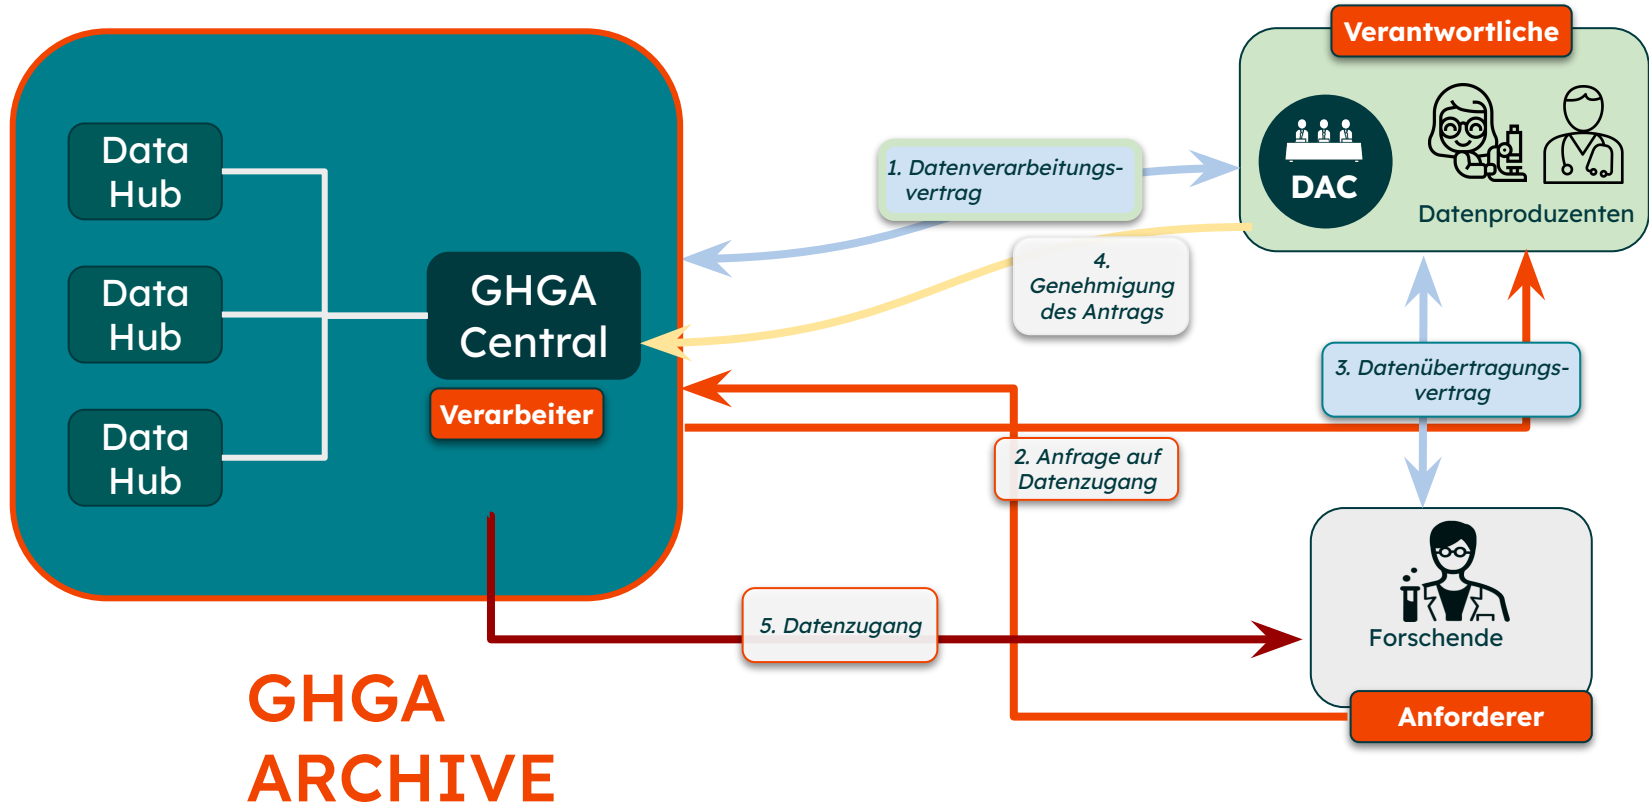 Verantwortliche
Data
Hub
Data
Hub
Data
Hub
GHGA
Central
Verarbeiter
1. Datenverarbeitungs-
vertrag
DAC
Datenproduzenten
4.
Genehmigung
des Antrags
3. Datenübertragungs-
vertrag
2. Anfrage auf
Datenzugang
5. Datenzugang
Forschende
Anforderer
GHGA
ARCHIVE